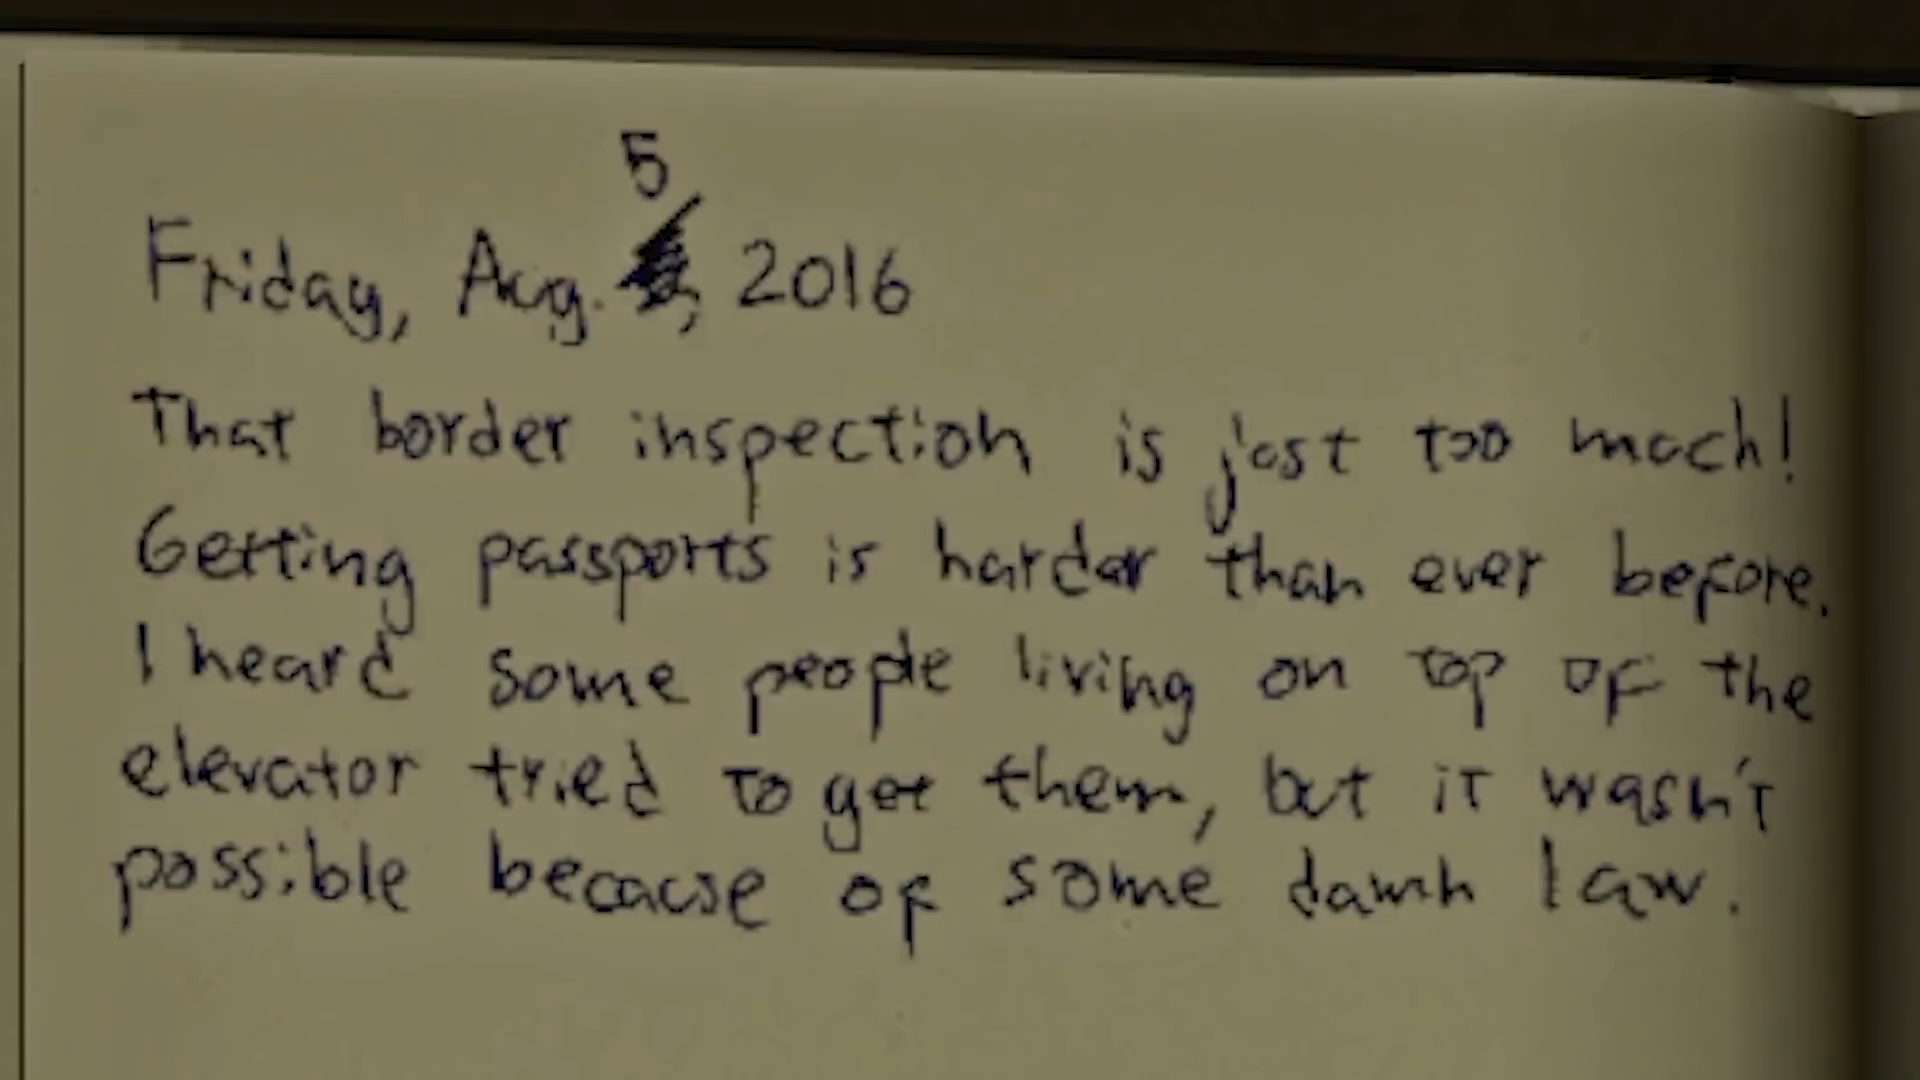 Friday, Aug. 5, 2016
That border inspection is just too much!
Getting passports is harder than ever before.
I heard some people living on top of the
elevator tried to get them, but it wasn't
possible because of some damn law.